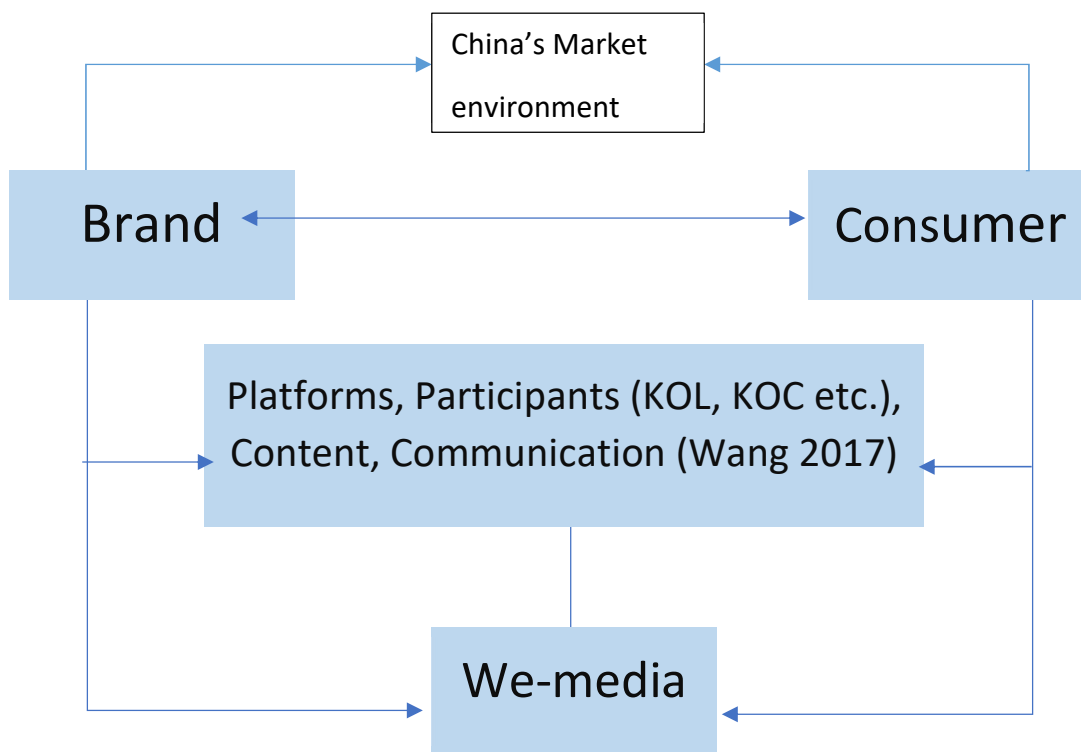 China’s Market
environment
Brand
Consumer
Platforms, Participants (KOL, KOC etc.),
Content, Communication (Wang 2017)
We-media